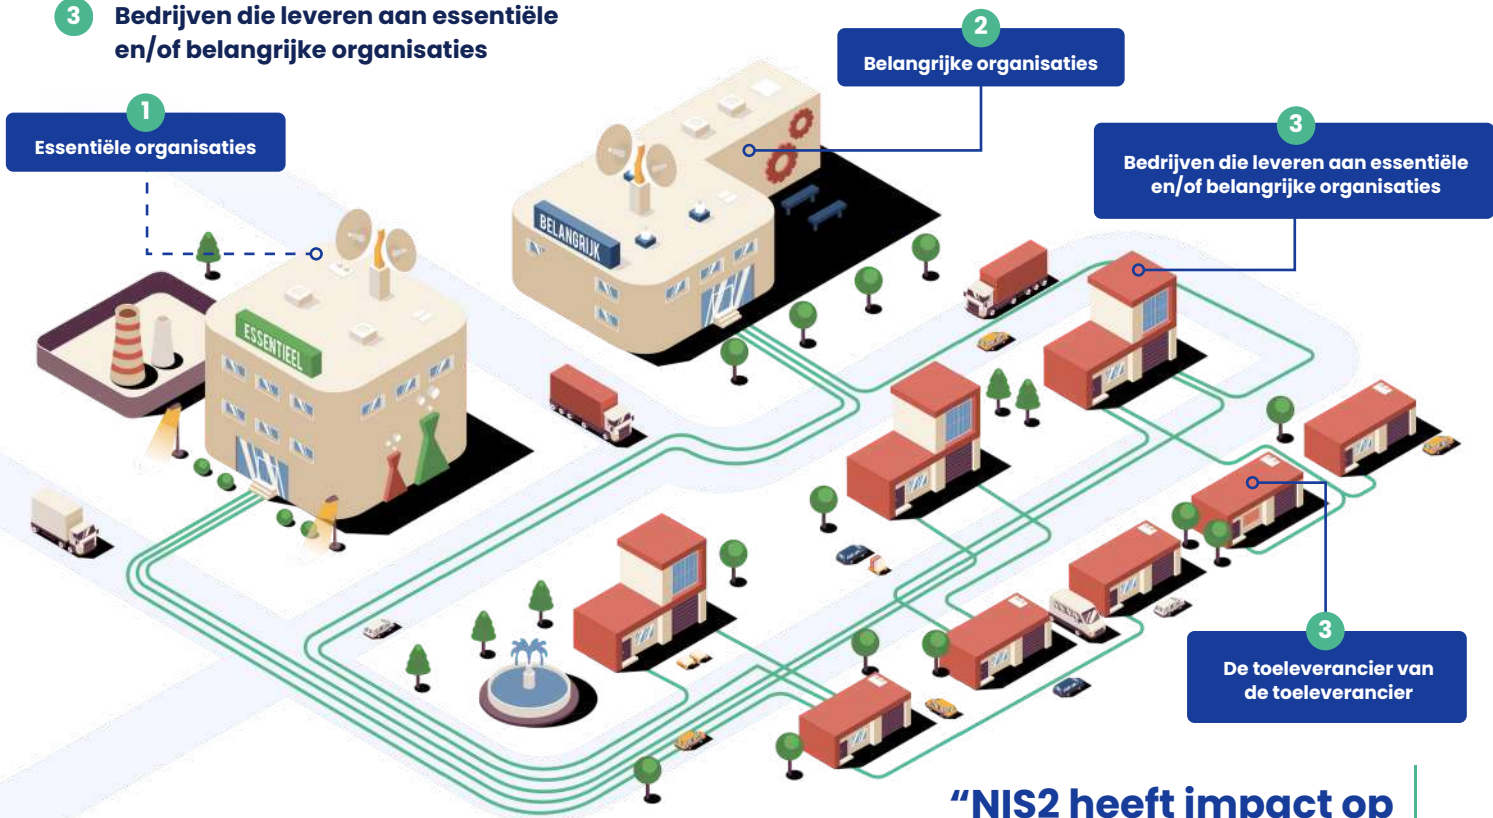 3 Bedrijven die leveren aan essentiële
en/of belangrijke organisaties
2
Belangrijke organisaties
1
Essentiële organisaties
3
Bedrijven die leveren aan essentiële
en/of belangrijke organisaties
BELANGRIJK
ESSENTIEEL
3
De toeleverancier van
de toeleverancier
“NIS2 heeft impact op